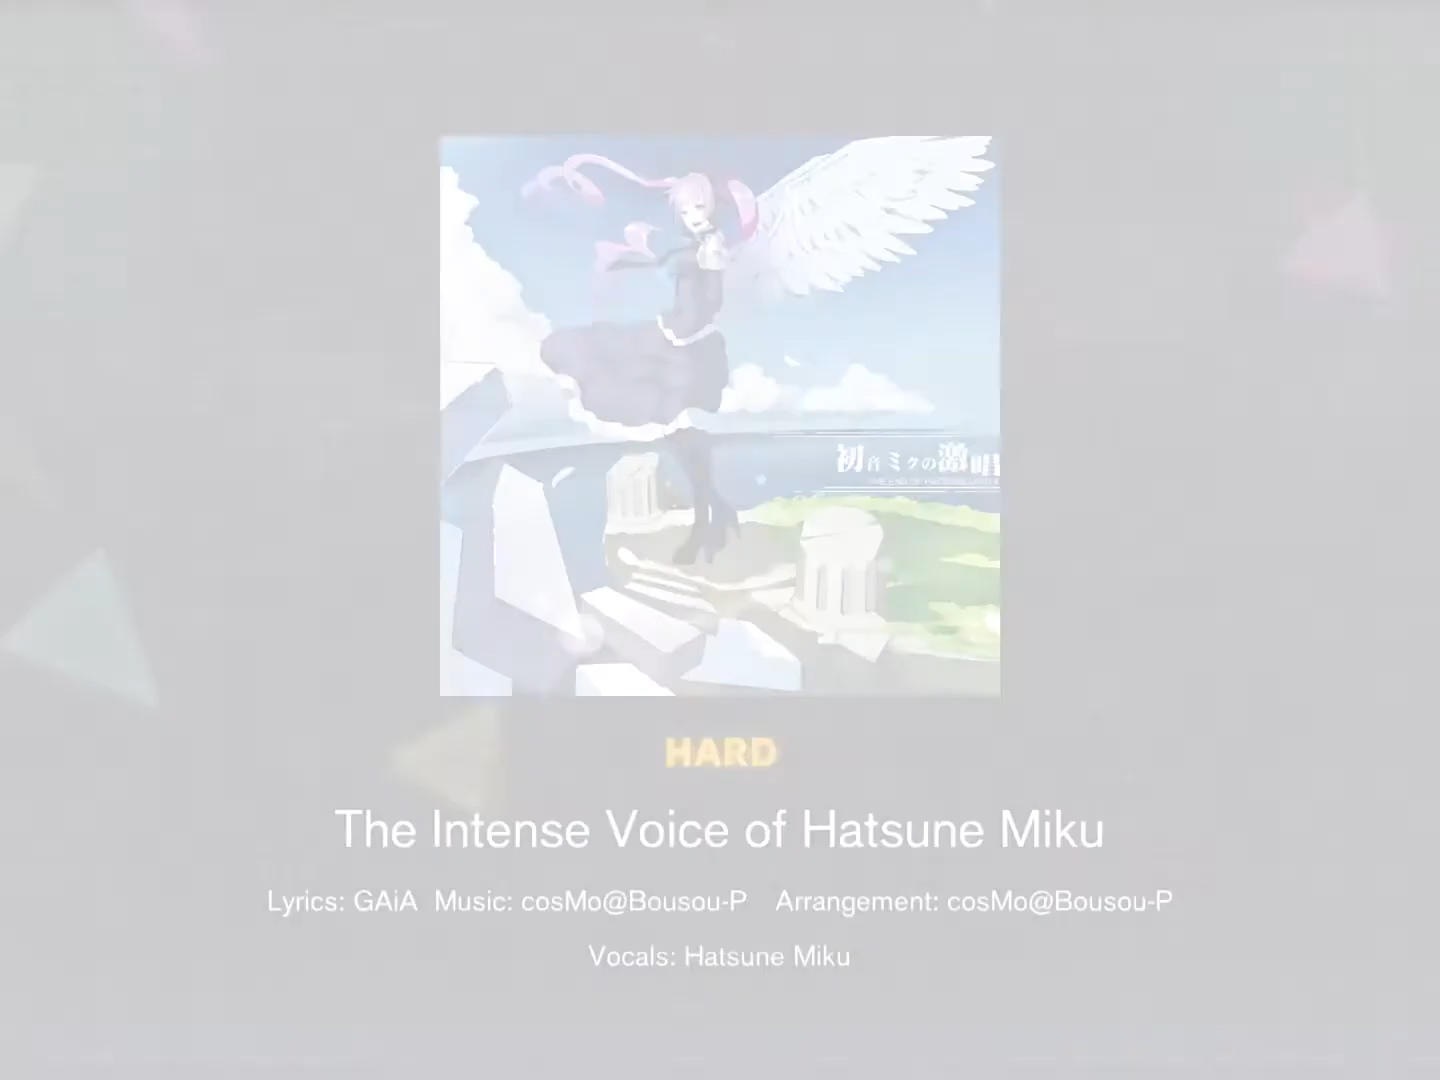 初音ミクの激唱
HARD
The Intense Voice of Hatsune Miku
Lyrics: GAiA Music: cosMo@Bousou-P Arrangement: cosMo@Bousou-P
Vocals: Hatsune Miku